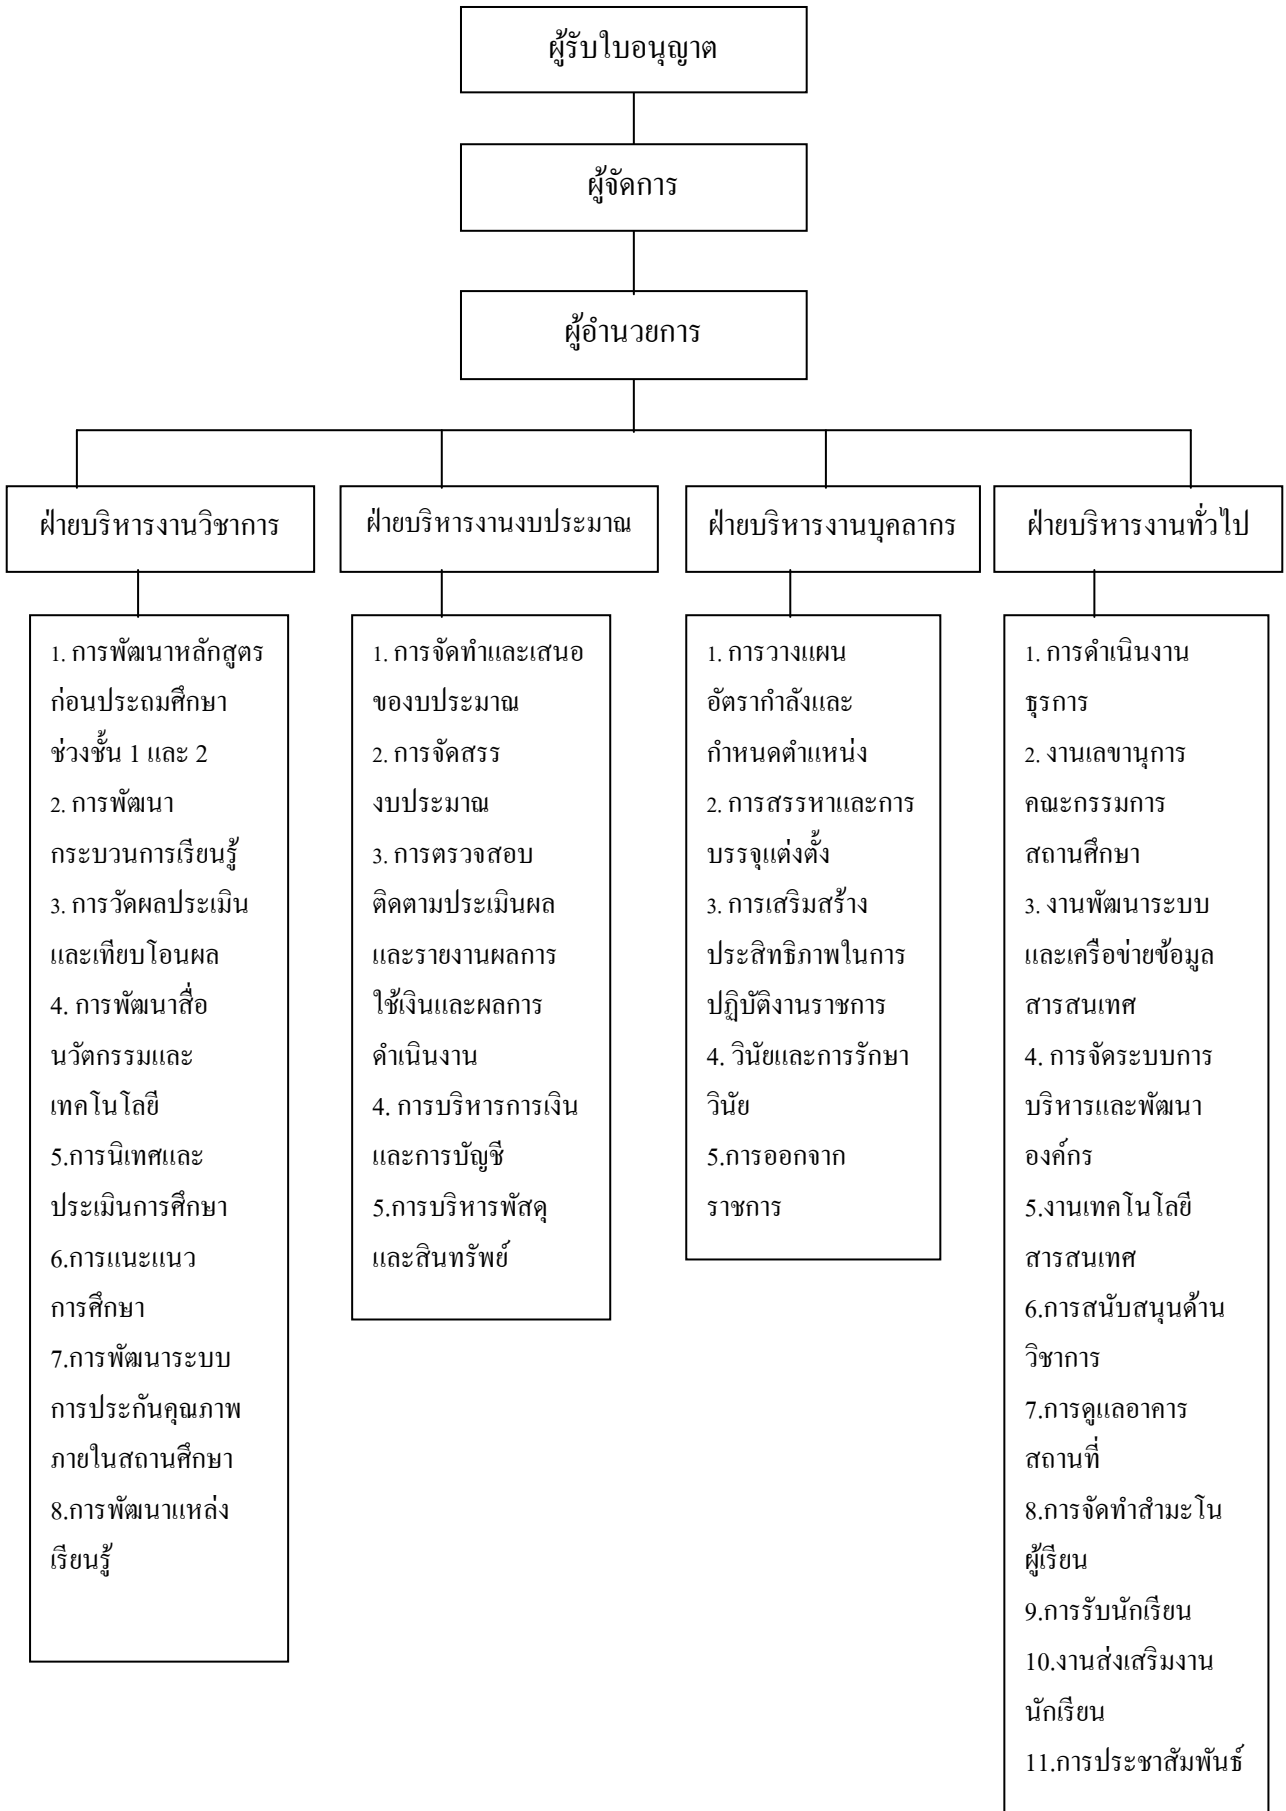 ผู้รับใบอนุญาต
ผู้จัดการ
ผู้อำนวยการ
ฝ่ายบริหารงานวิชาการ
ฝ่ายบริหารงานงบประมาณ
ฝ่ายบริหารงานบุคลากร
ฝ่ายบริหารงานทั่วไป
1. การพัฒนาหลักสูตร
ก่อนประถมศึกษา
ช่วงชั้น 1 และ 2
2. การพัฒนา
กระบวนการเรียนรู้
3. การวัดผลประเมิน
และเทียบโอนผล
4. การพัฒนาสื่อ
นวัตกรรมและ
เทคโนโลยี
5.การนิเทศและ
ประเมินการศึกษา
6.การแนะแนว
การศึกษา
7.การพัฒนาระบบ
การประกันคุณภาพ
ภายในสถานศึกษา
8.การพัฒนาแหล่ง
เรียนรู้
1. การจัดทำและเสนอ
ของบประมาณ
2. การจัดสรร
งบประมาณ
3. การตรวจสอบ
ติดตามประเมินผล
และรายงานผลการ
ใช้เงินและผลการ
ดำเนินงาน
4. การบริหารการเงิน
และการบัญชี
5.การบริหารพัสดุ
และสินทรัพย์
1. การวางแผน
อัตรากำลังและ
กำหนดตำแหน่ง
2. การสรรหาและการ
บรรจุแต่งตั้ง
3. การเสริมสร้าง
ประสิทธิภาพในการ
ปฏิบัติงานราชการ
4. วินัยและการรักษา
วินัย
5.การออกจาก
ราชการ
1. การดำเนินงาน
ธุรการ
2. งานเลขานุการ
คณะกรรมการ
สถานศึกษา
3. งานพัฒนาระบบ
และเครือข่ายข้อมูล
สารสนเทศ
4. การจัดระบบการ
บริหารและพัฒนา
องค์กร
5.งานเทคโนโลยี
สารสนเทศ
6.การสนับสนุนด้าน
วิชาการ
7.การดูแลอาคาร
สถานที่
8.การจัดทำสำมะโน
ผู้เรียน
9.การรับนักเรียน
10.งานส่งเสริมงาน
นักเรียน
11.การประชาสัมพันธ์